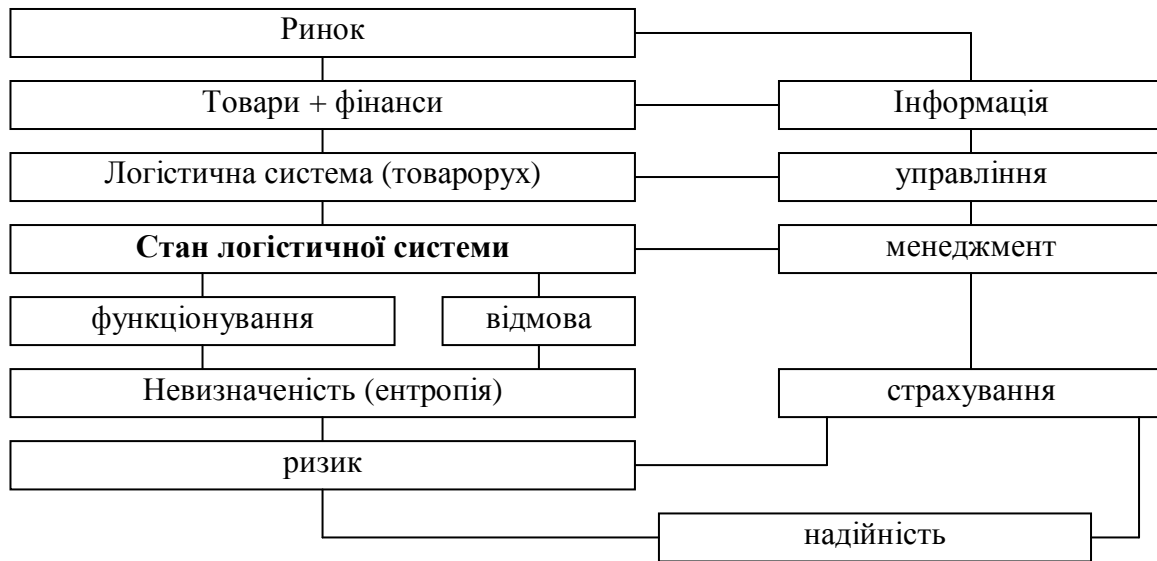 Ринок
Товари + фінанси
Інформація
Логістична система (товарорух)
управління
Стан логістичної системи
менеджмент
функціонування
відмова
Невизначеність (ентропія)
страхування
ризик
надійність